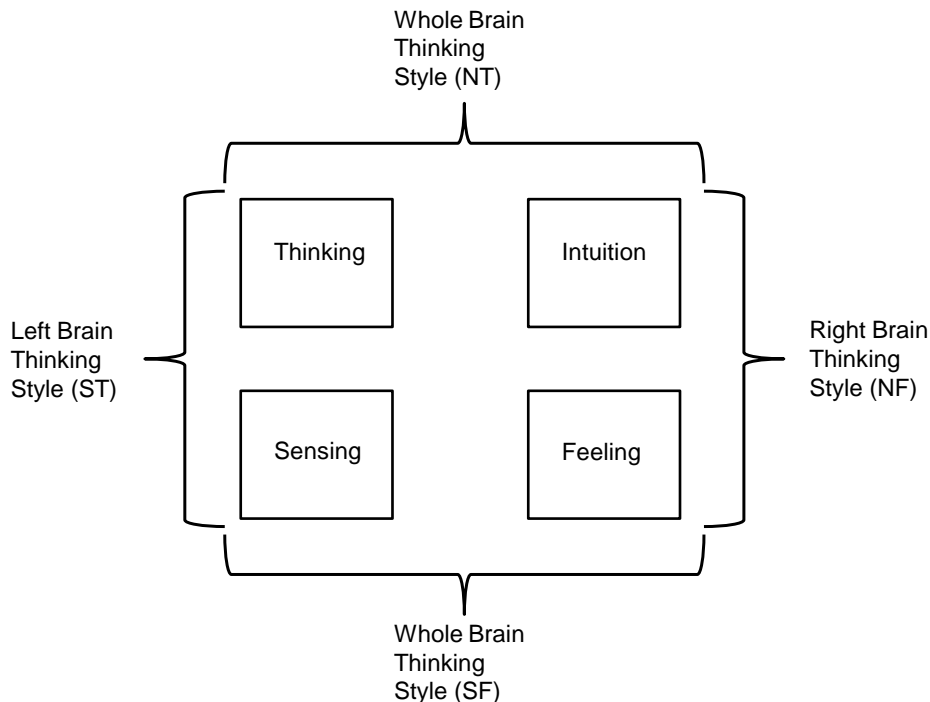 Whole Brain
Thinking
Style (NT)
Thinking
Intuition
Left Brain
Thinking
Style (ST)
Right Brain
Thinking
Style (NF)
Sensing
Feeling
Whole Brain
Thinking
Style (SF)